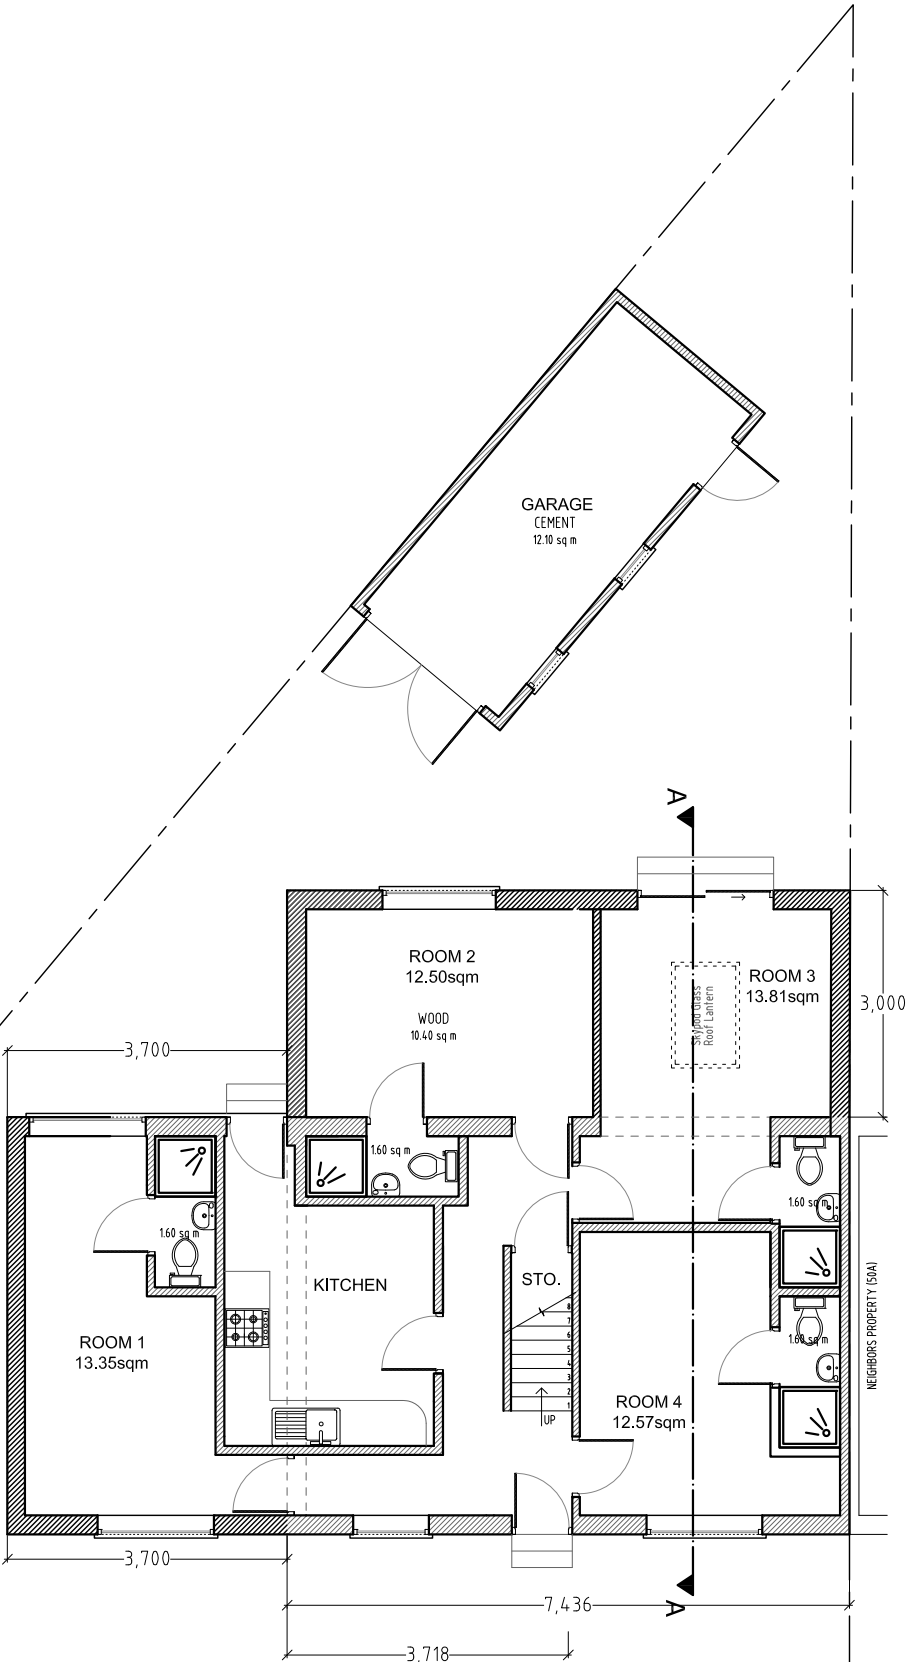 GARAGE
CEMENT
12.10 sq m
A
ROOM 2
12.50sqm
WOOD
10.40 sq m
ROOM 3
13.81sqm
Skypod Glass
Roof Lantern
3,000
3,700
1.60 sq m
1.60 sq m
1.60 sq m
KITCHEN
STO.
8
7
6
5
4
3
2
1
UP
ROOM 1
13.35sqm
1.60 sq m
ROOM 4
12.57sqm
NEIGHBORS PROPERTY (50A)
3,700
7,436
A
3,718